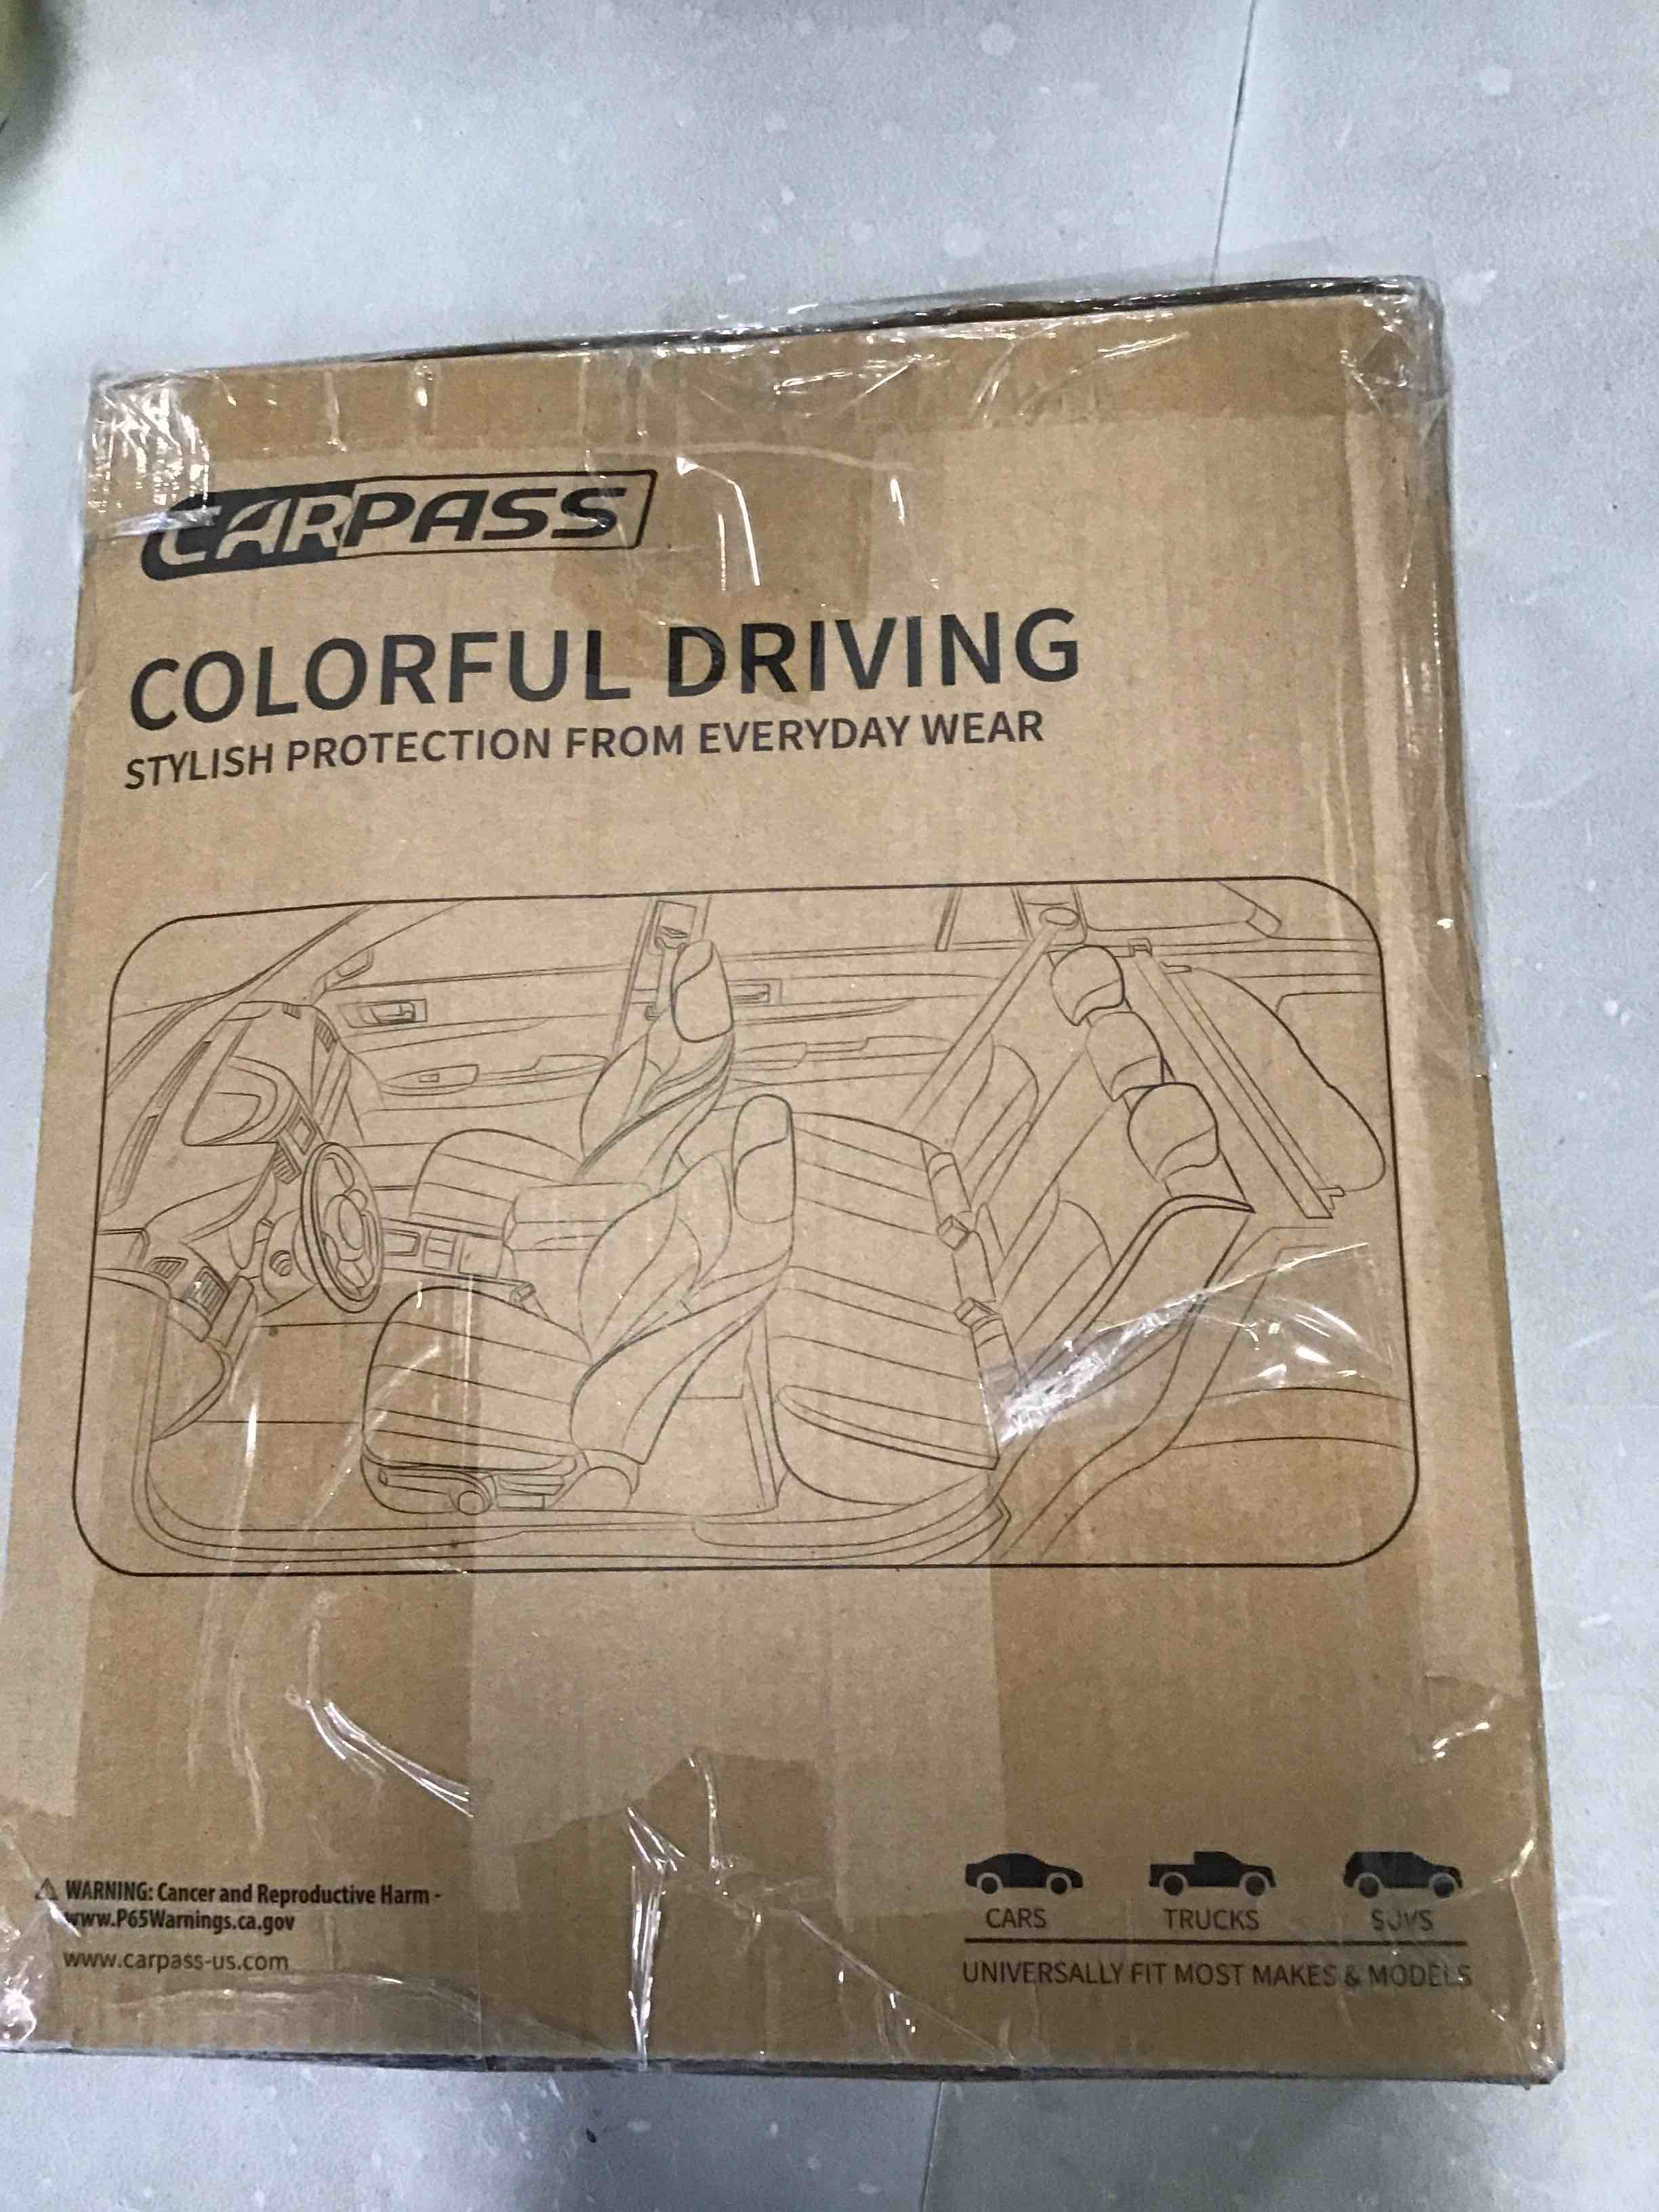 CARPASS
COLORFUL DRIVING
STYLISH PROTECTION FROM EVERYDAY WEAR
WARNING: Cancer and Reproductive Harm -
www.P65Warnings.ca.gov
www.carpass-us.com
CARS TRUCKS SUVS
UNIVERSALLY FIT MOST MAKES & MODELS